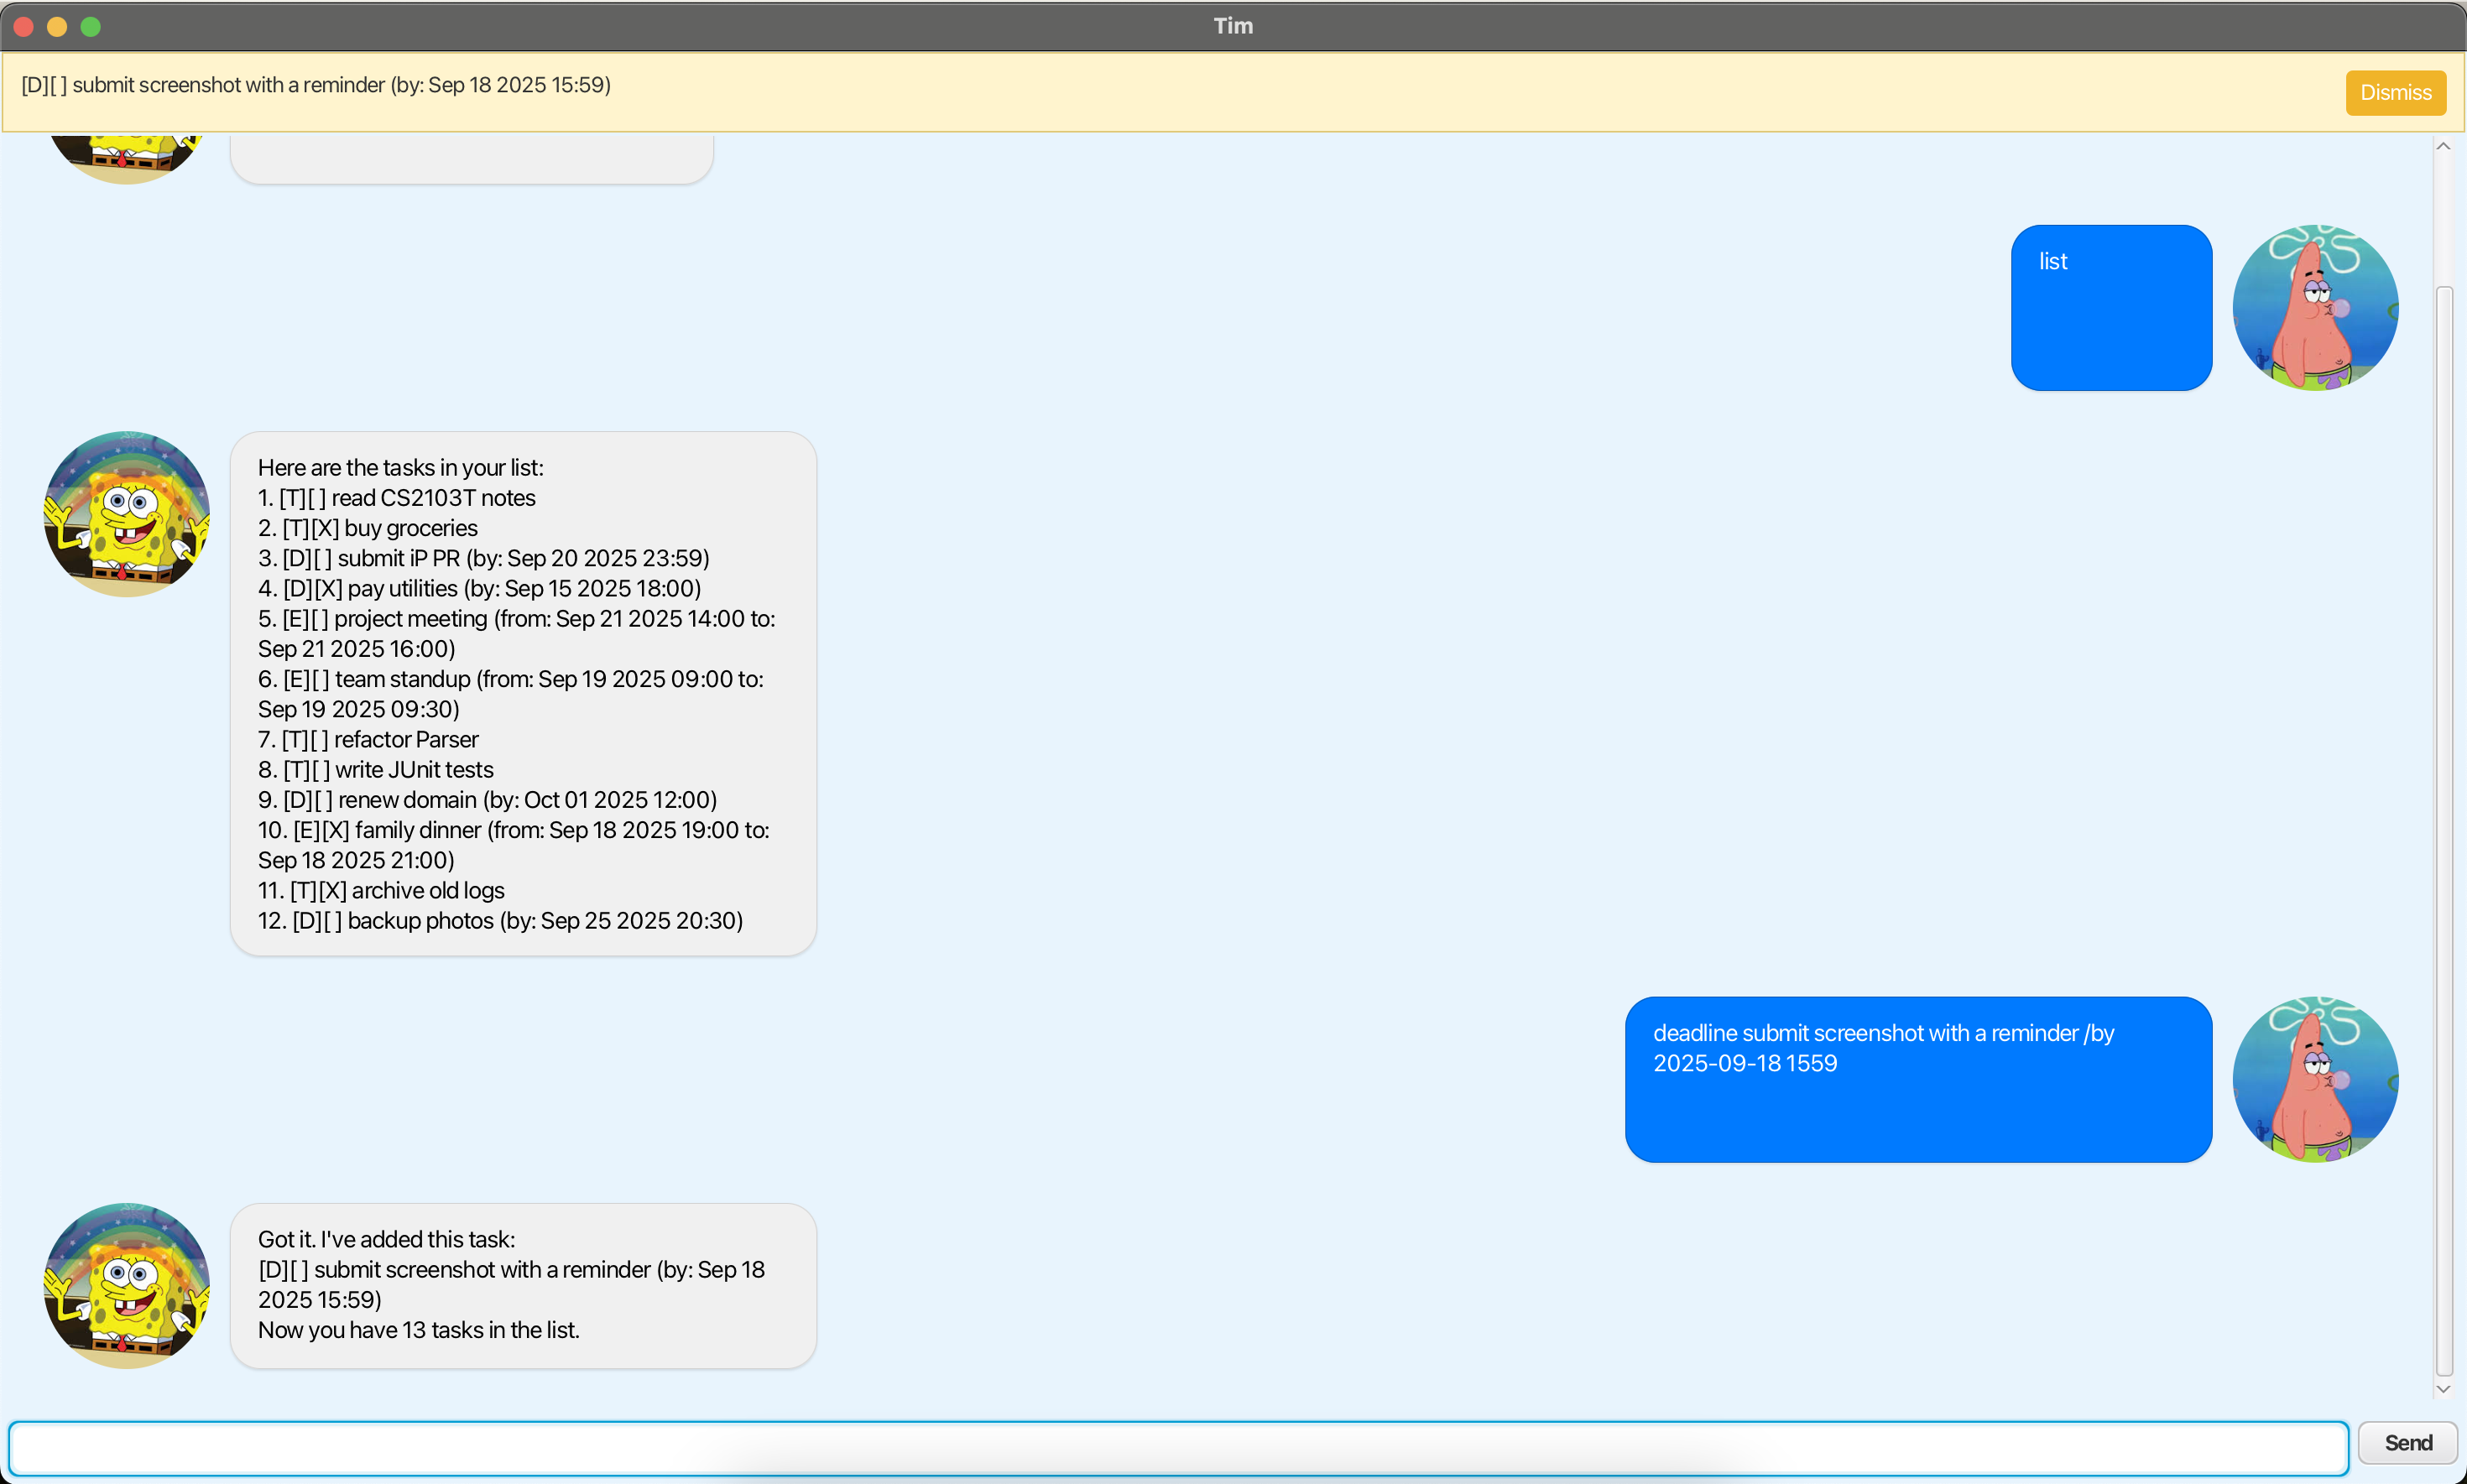 Tim
[D][ ] submit screenshot with a reminder (by: Sep 18 2025 15:59)
Dismiss
list
Here are the tasks in your list:
1. [T][ ] read CS2103T notes
2. [T][X] buy groceries
3. [D][ ] submit iP PR (by: Sep 20 2025 23:59)
4. [D][X] pay utilities (by: Sep 15 2025 18:00)
5. [E][ ] project meeting (from: Sep 21 2025 14:00 to:
Sep 21 2025 16:00)
6. [E][ ] team standup (from: Sep 19 2025 09:00 to:
Sep 19 2025 09:30)
7. [T][ ] refactor Parser
8. [T][ ] write JUnit tests
9. [D][ ] renew domain (by: Oct 01 2025 12:00)
10. [E][X] family dinner (from: Sep 18 2025 19:00 to:
Sep 18 2025 21:00)
11. [T][X] archive old logs
12. [D][ ] backup photos (by: Sep 25 2025 20:30)
deadline submit screenshot with a reminder /by
2025-09-18 1559
Got it. I've added this task:
[D][ ] submit screenshot with a reminder (by: Sep 18
2025 15:59)
Now you have 13 tasks in the list.
Send